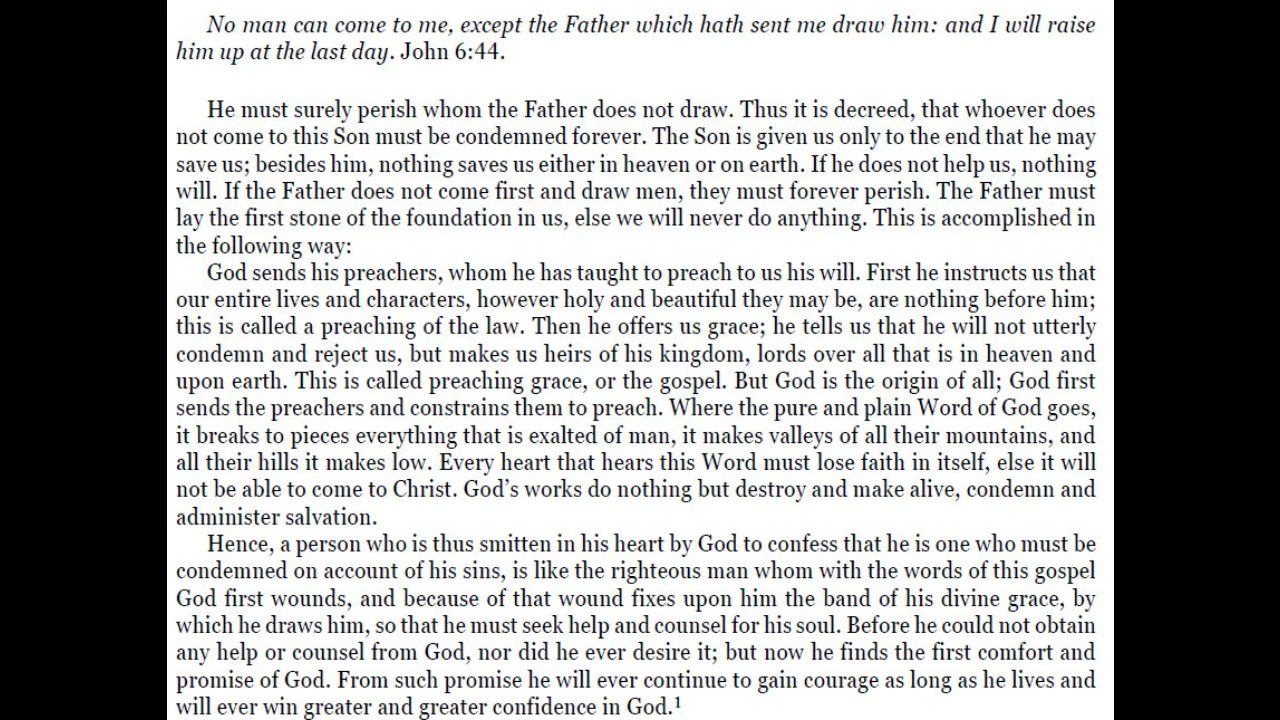 No man can come to me, except the Father which hath sent me draw him: and I will raise
him up at the last day. John 6:44.
He must surely perish whom the Father does not draw. Thus it is decreed, that whoever does
not come to this Son must be condemned forever. The Son is given us only to the end that he may
save us; besides him, nothing saves us either in heaven or on earth. If he does not help us, nothing
will. If the Father does not come first and draw men, they must forever perish. The Father must
lay the first stone of the foundation in us, else we will never do anything. This is accomplished in
the following way:
God sends his preachers, whom he has taught to preach to us his will. First he instructs us that
our entire lives and characters, however holy and beautiful they may be, are nothing before him;
this is called a preaching of the law. Then he offers us grace; he tells us that he will not utterly
condemn and reject us, but makes us heirs of his kingdom, lords over all that is in heaven and
upon earth. This is called preaching grace, or the gospel. But God is the origin of all; God first
sends the preachers and constrains them to preach. Where the pure and plain Word of God goes,
it breaks to pieces everything that is exalted of man, it makes valleys of all their mountains, and
all their hills it makes low. Every heart that hears this Word must lose faith in itself, else it will
not be able to come to Christ. God’s works do nothing but destroy and make alive, condemn and
administer salvation.
Hence, a person who is thus smitten in his heart by God to confess that he is one who must be
condemned on account of his sins, is like the righteous man whom with the words of this gospel
God first wounds, and because of that wound fixes upon him the band of his divine grace, by
which he draws him, so that he must seek help and counsel for his soul. Before he could not obtain
any help or counsel from God, nor did he ever desire it; but now he finds the first comfort and
promise of God. From such promise he will ever continue to gain courage as long as he lives and
will ever win greater and greater confidence in God.¹